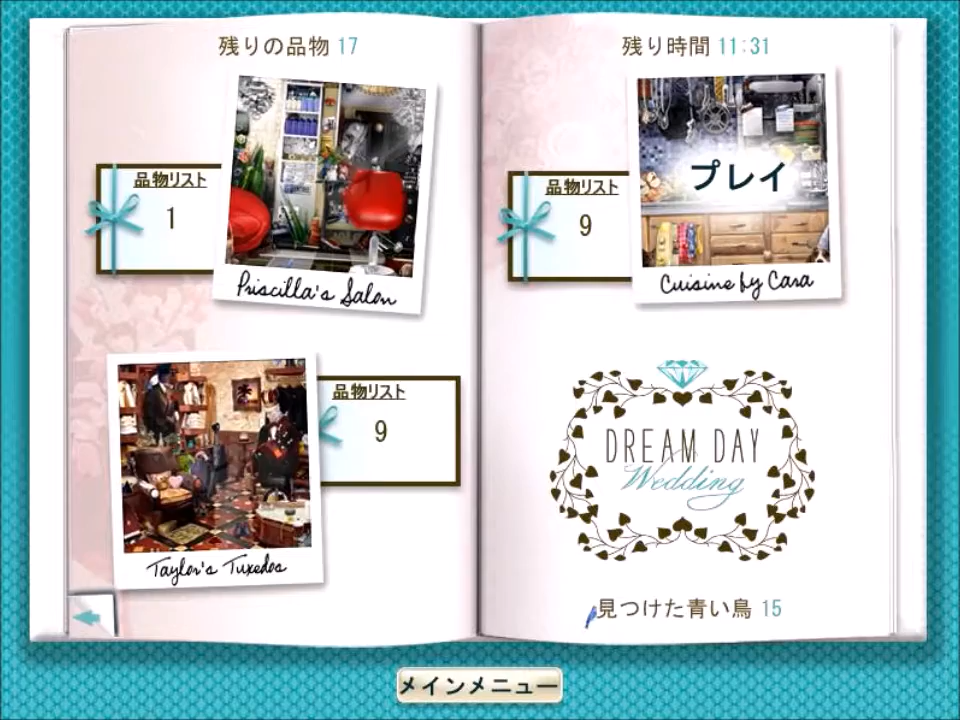 残りの品物 17
品物リスト
1
Priscilla's Salon
品物リスト
9
Taylor's Tuxedos
残り時間 11:31
品物リスト
9
プレイ
Cuisine by Cara
DREAM DAY
Wedding
見つけた青い鳥 15
メインメニュー